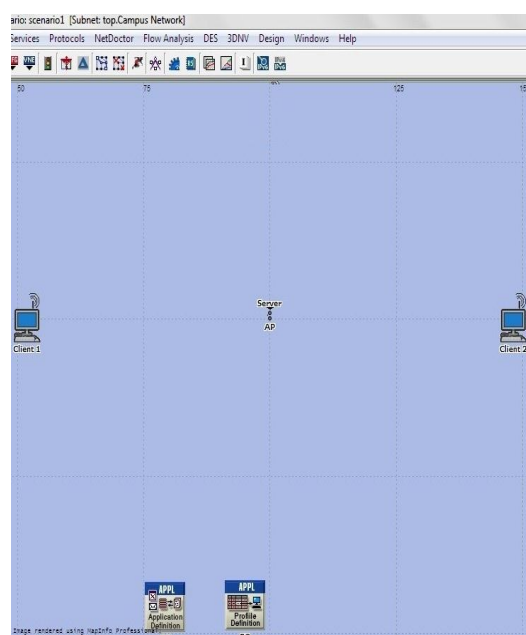 ario: scenario1 [Subnet: top.Campus Network]
Services Protocols NetDoctor Flow Analysis DES 3DNV Design Windows Help
50 75 125
Server
AP
Client 1
Client 2
APPL
Application
Definition
APPL
Profile
Definition
Image rendered using MapInfo Professional